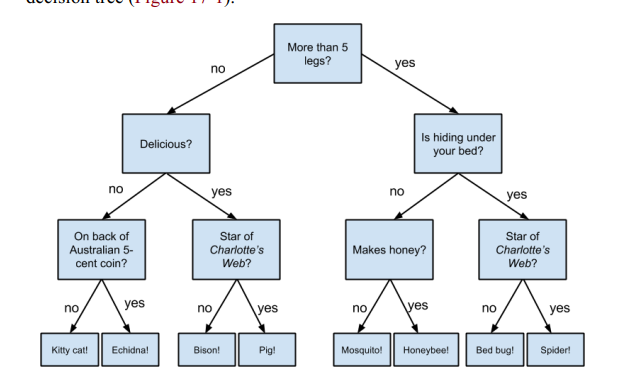 decision tree (Figure 17-1).
More than 5
legs?
no
yes
Delicious?
Is hiding under
your bed?
no
yes
no
yes
On back of
Australian 5-
cent coin?
Star of
Charlotte's
Web?
Makes honey?
Star of
Charlotte's
Web?
no
yes
no
yes
no
yes
no
yes
Kitty cat!
Echidna!
Bison!
Pig!
Mosquito!
Honeybee!
Bed bug!
Spider!